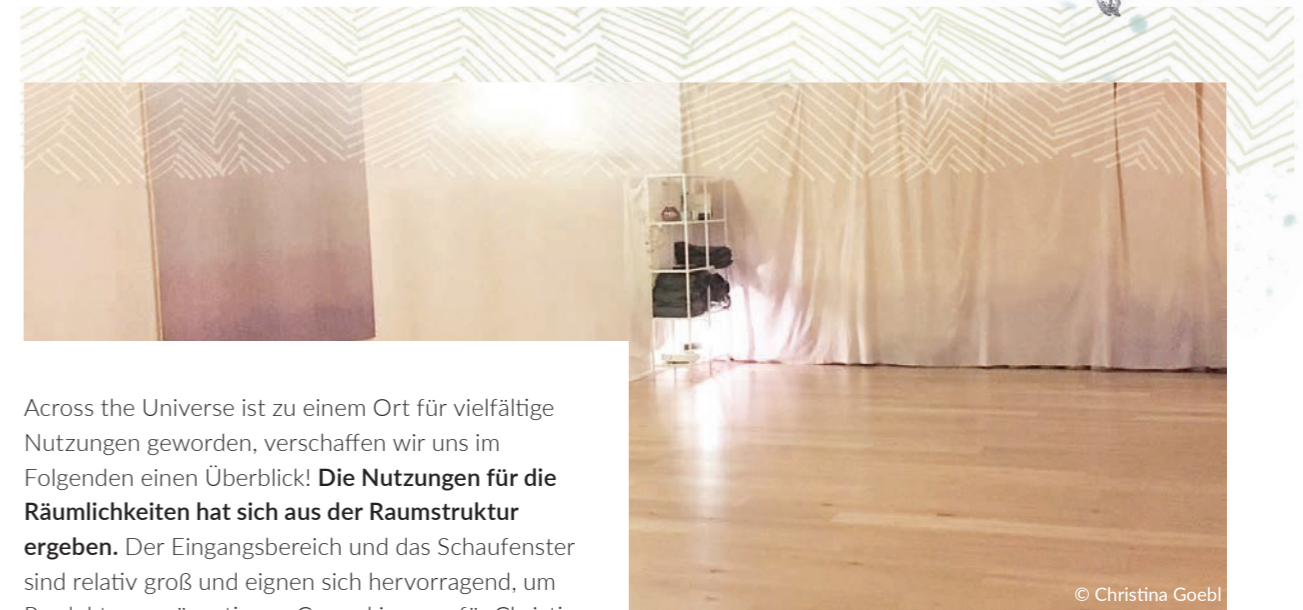 Across the Universe ist zu einem Ort für vielfältige
Nutzungen geworden, verschaffen wir uns im
Folgenden einen Überblick! Die Nutzungen für die
Räumlichkeiten hat sich aus der Raumstruktur
ergeben. Der Eingangsbereich und das Schaufenster
sind relativ groß und eignen sich hervorragend, um
© Christina Goebl